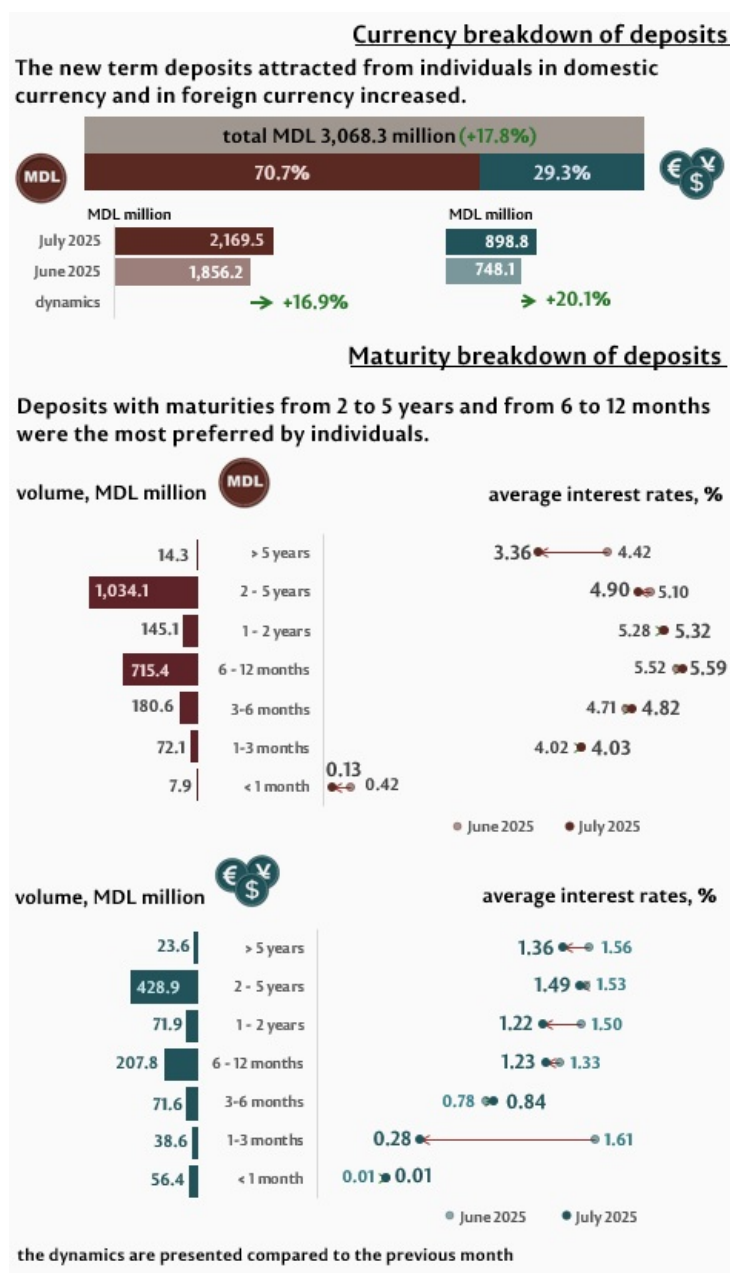 Currency breakdown of deposits
The new term deposits attracted from individuals in domestic
currency and in foreign currency increased.
total MDL 3,068.3 million (+17.8%)
MDL 70.7% 29.3% € ¥ $
MDL million MDL million
July 2025 2,169.5 898.8
June 2025 1,856.2 748.1
dynamics → +16.9% → +20.1%
Maturity breakdown of deposits
Deposits with maturities from 2 to 5 years and from 6 to 12 months
were the most preferred by individuals.
volume, MDL million MDL average interest rates, %
14.3 > 5 years 3.36 4.42
1,034.1 2 - 5 years 4.90 5.10
145.1 1 - 2 years 5.28 5.32
715.4 6 - 12 months 5.52 5.59
180.6 3-6 months 4.71 4.82
72.1 1-3 months 4.02 4.03
7.9 < 1 month 0.13 0.42
June 2025 July 2025
volume, MDL million € ¥ $ average interest rates, %
23.6 > 5 years 1.36 1.56
428.9 2 - 5 years 1.49 1.53
71.9 1 - 2 years 1.22 1.50
207.8 6 - 12 months 1.23 1.33
71.6 3-6 months 0.78 0.84
38.6 1-3 months 0.28 1.61
56.4 < 1 month 0.01 0.01
June 2025 July 2025
the dynamics are presented compared to the previous month